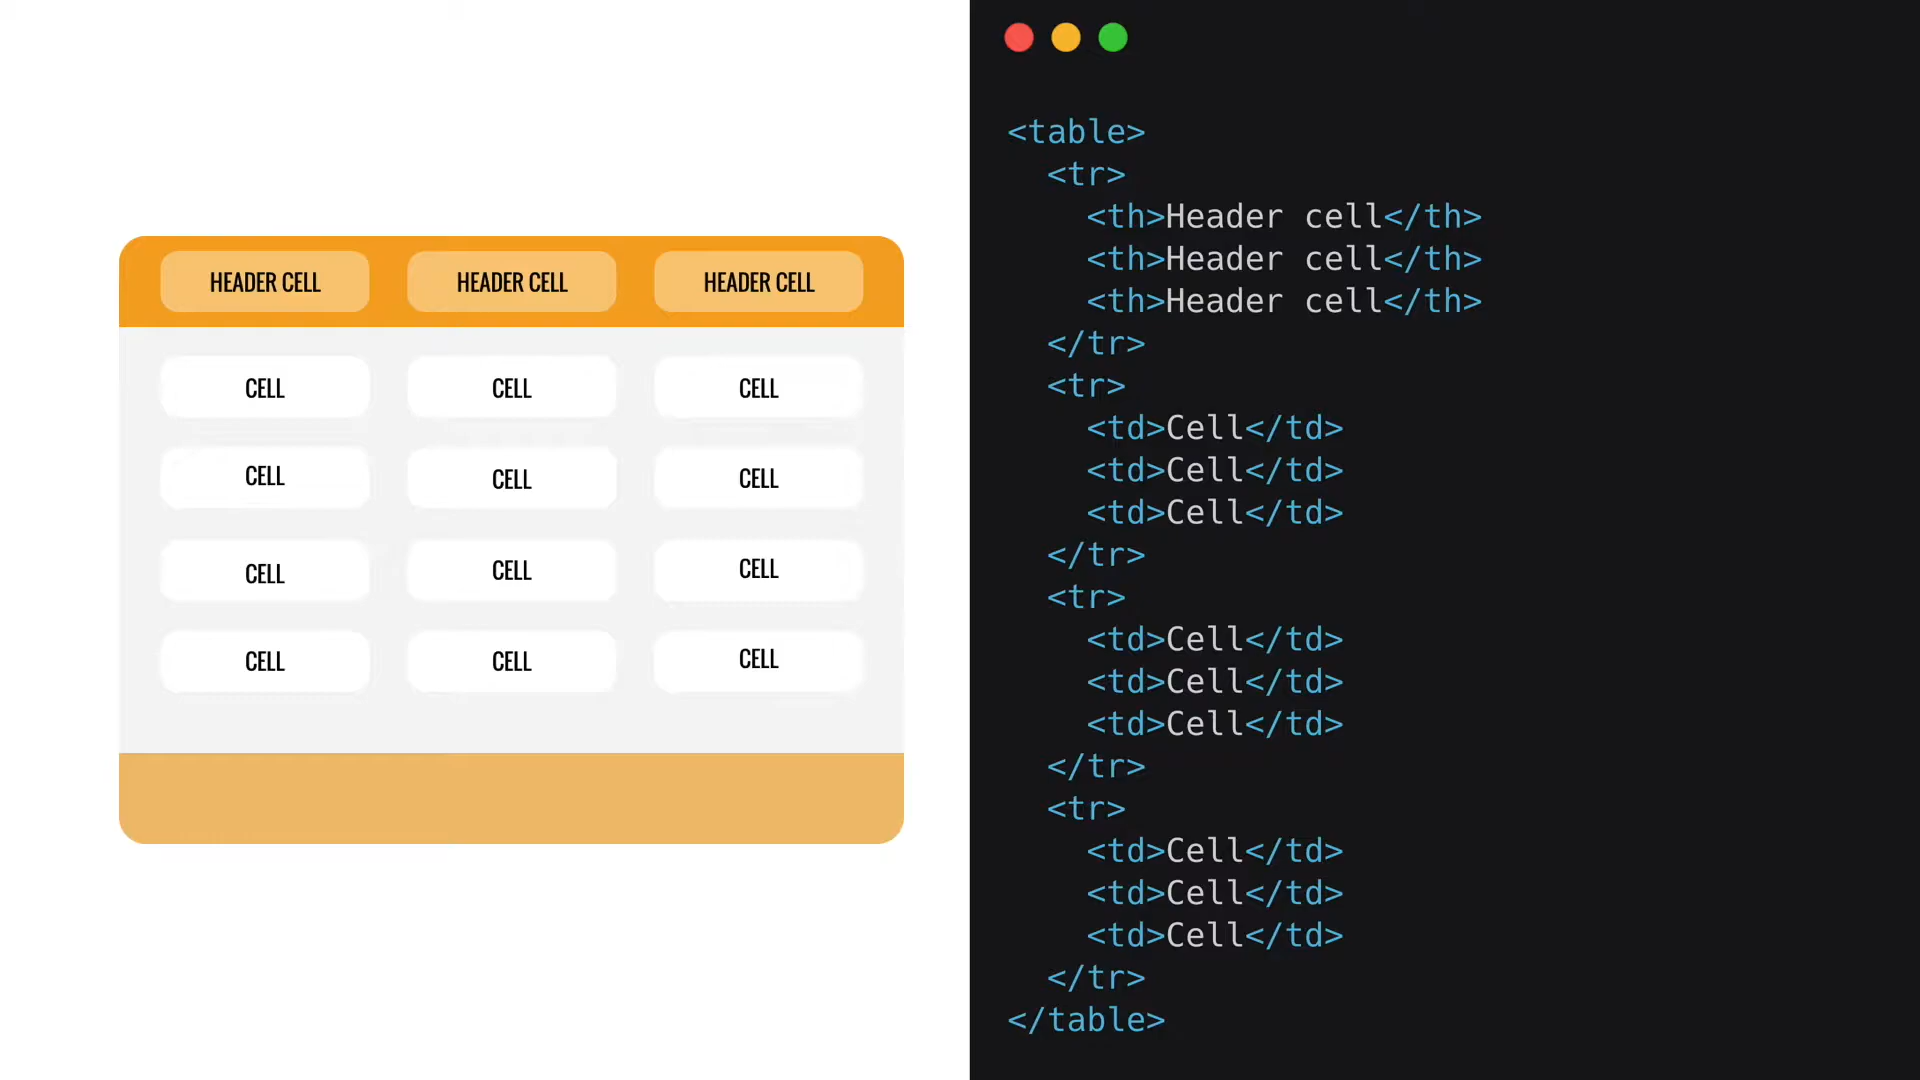 HEADER CELL HEADER CELL HEADER CELL
CELL CELL CELL
CELL CELL CELL
CELL CELL CELL
CELL CELL CELL
<table>
  <tr>
    <th>Header cell</th>
    <th>Header cell</th>
    <th>Header cell</th>
  </tr>
  <tr>
    <td>Cell</td>
    <td>Cell</td>
    <td>Cell</td>
  </tr>
  <tr>
    <td>Cell</td>
    <td>Cell</td>
    <td>Cell</td>
  </tr>
  <tr>
    <td>Cell</td>
    <td>Cell</td>
    <td>Cell</td>
  </tr>
</table>